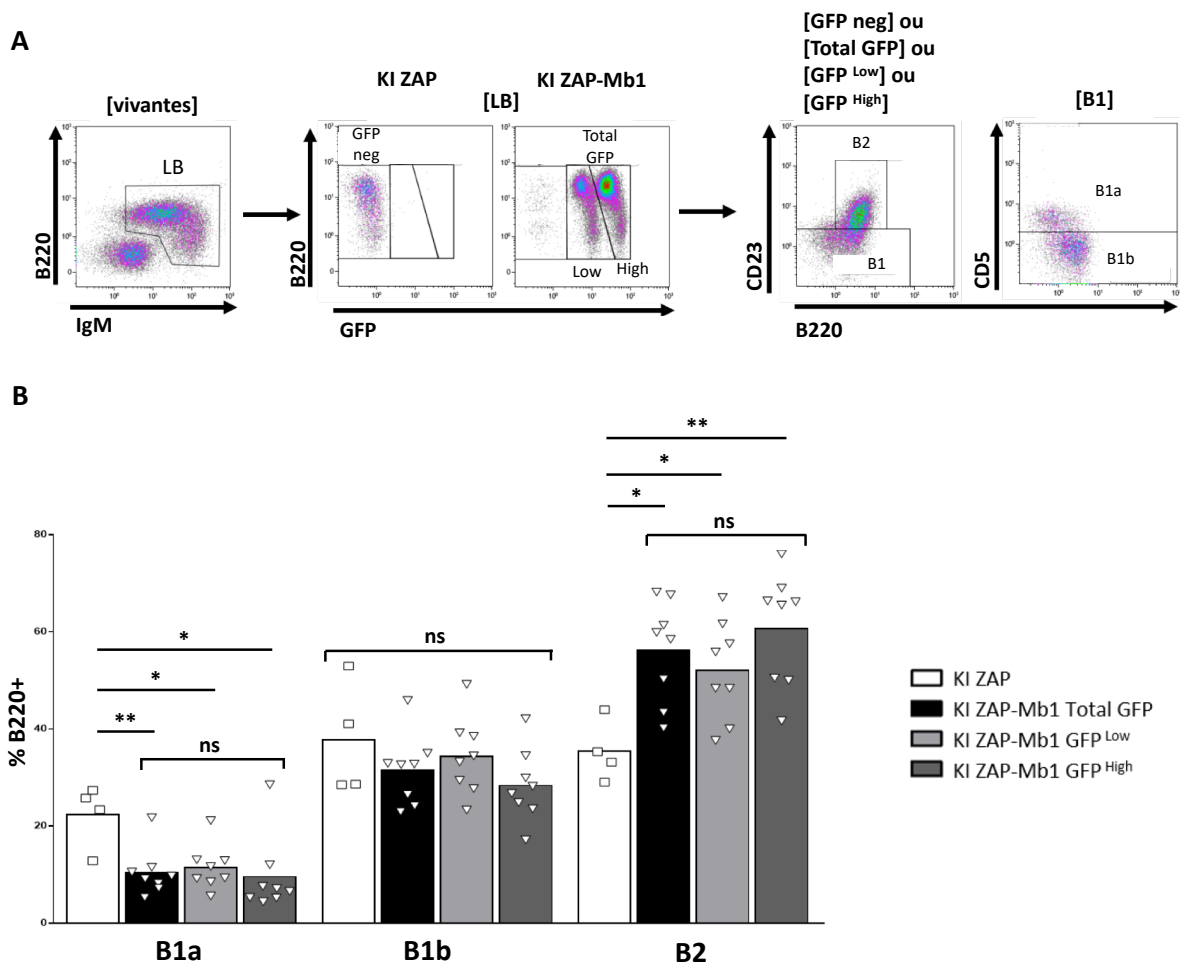 A
[GFP neg] ou
[Total GFP] ou
[GFP Low] ou
[GFP High]
[vivantes]
KI ZAP
KI ZAP-Mb1
[LB]
[B1]
LB
GFP
neg
Total
GFP
Low
High
B2
B1
B1a
B1b
B220
IgM
B220
GFP
CD23
CD5
B220
B
% B220+
80
60
40
20
0
*
*
**
ns
ns
**
*
*
ns
B1a
B1b
B2
KI ZAP
KI ZAP-Mb1 Total GFP
KI ZAP-Mb1 GFP Low
KI ZAP-Mb1 GFP High